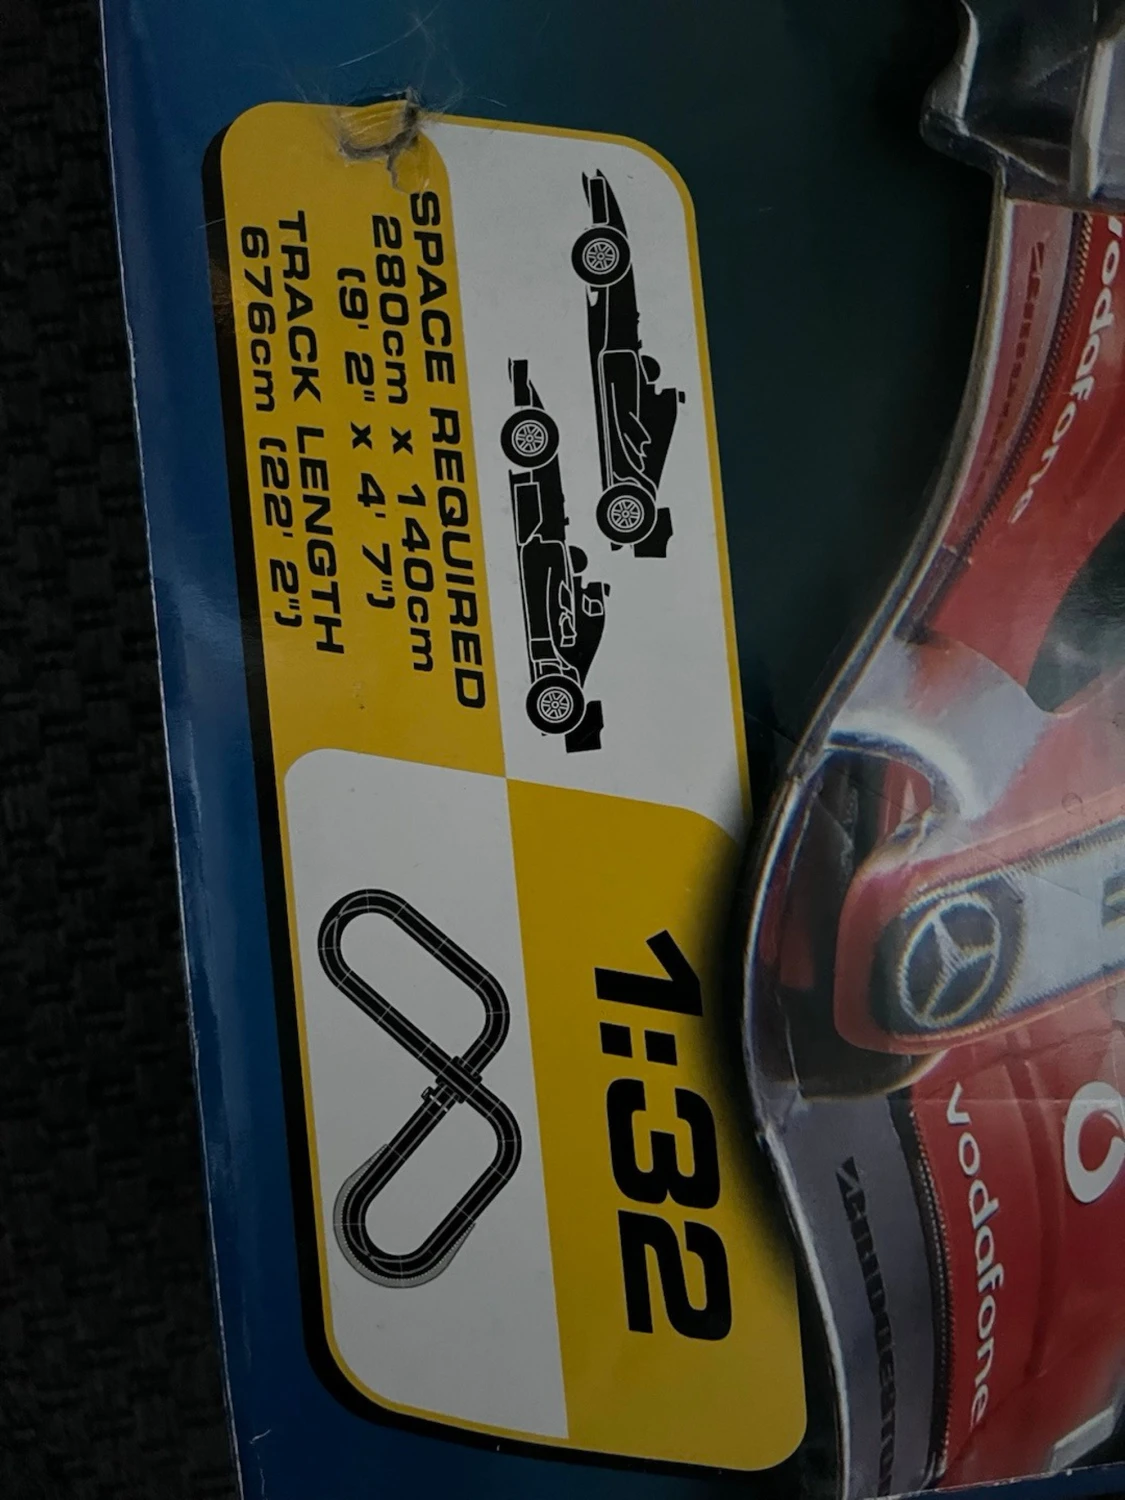 SPACE REQUIRED
280cm x 140cm
(9' 2" x 4' 7")
TRACK LENGTH
676cm (22' 2")
1:32
vodafone
vodafone